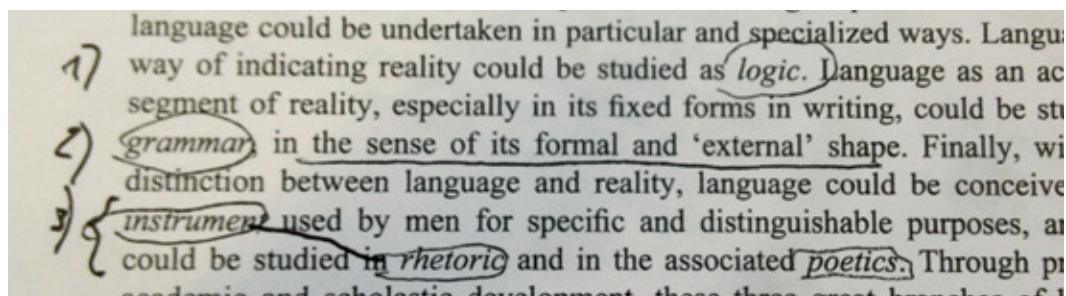 language could be undertaken in particular and specialized ways. Langu
1) way of indicating reality could be studied as logic. Language as an ac
segment of reality, especially in its fixed forms in writing, could be stu
2) grammar, in the sense of its formal and ‘external’ shape. Finally, wi
distinction between language and reality, language could be conceive
3) { instrument used by men for specific and distinguishable purposes, a
could be studied in rhetoric and in the associated poetics. Through pr